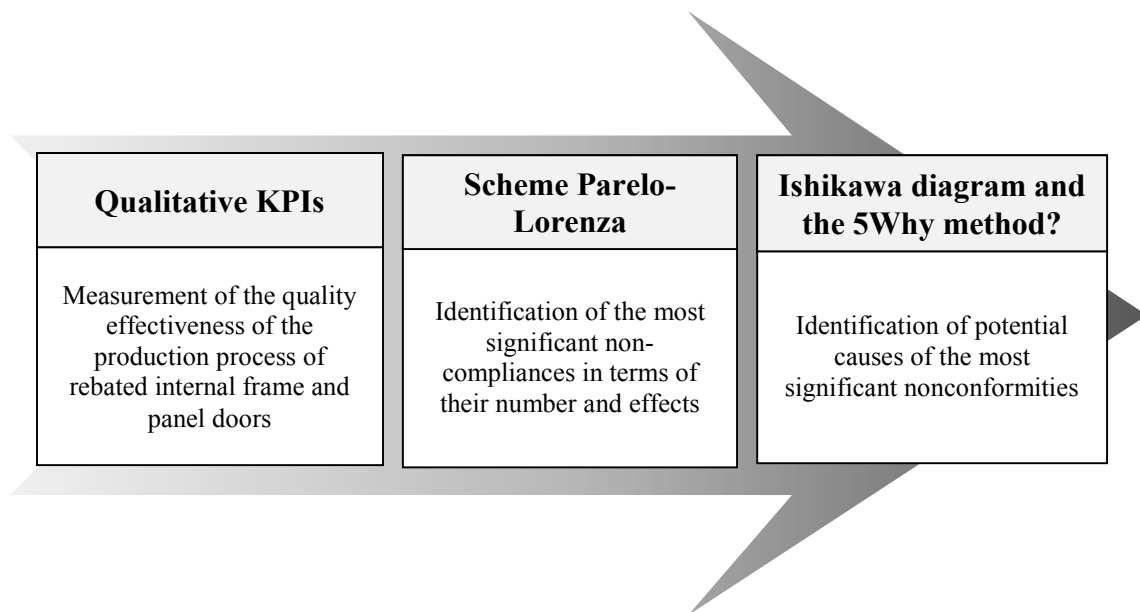 Qualitative KPIs
Measurement of the quality
effectiveness of the
production process of
rebated internal frame and
panel doors
Scheme Parelo-
Lorenza
Identification of the most
significant non-
compliances in terms of
their number and effects
Ishikawa diagram and
the 5Why method?
Identification of potential
causes of the most
significant nonconformities